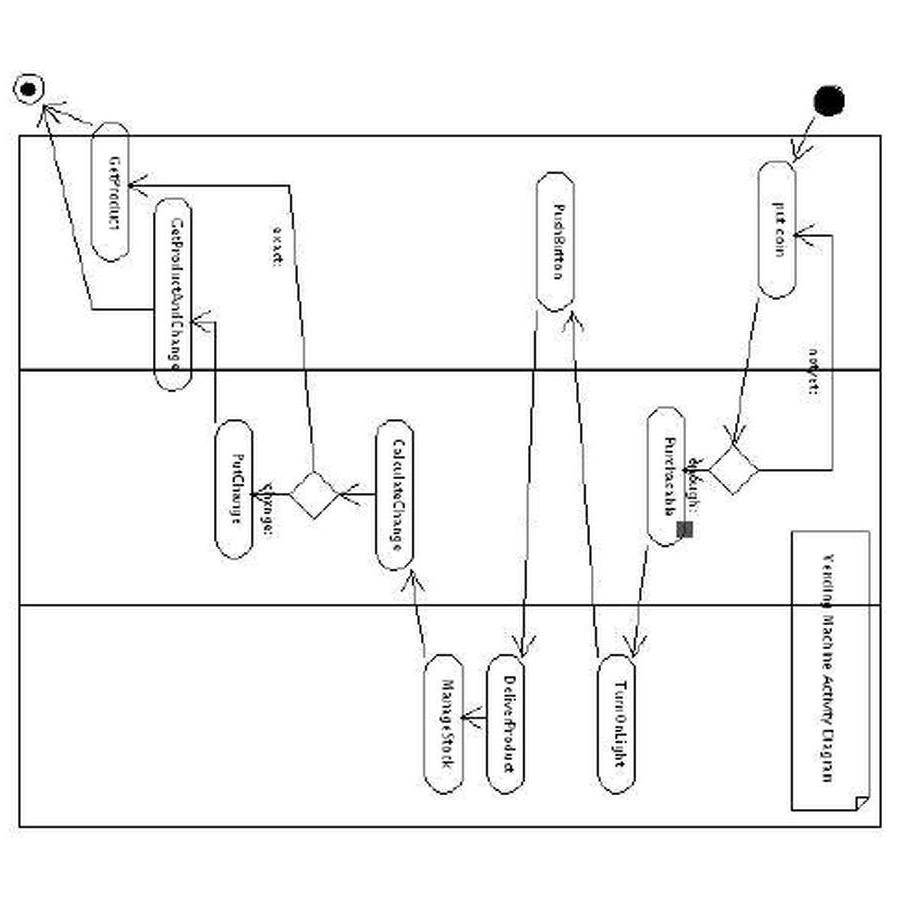 Vending Machine Activity Diagram
put coin
notyet:
enough:
Purchasable
TurnOnLight
PushButton
DeliverProduct
ManageStock
CalculateChange
exact:
change:
PutChange
GetProductAndChange
GetProduct